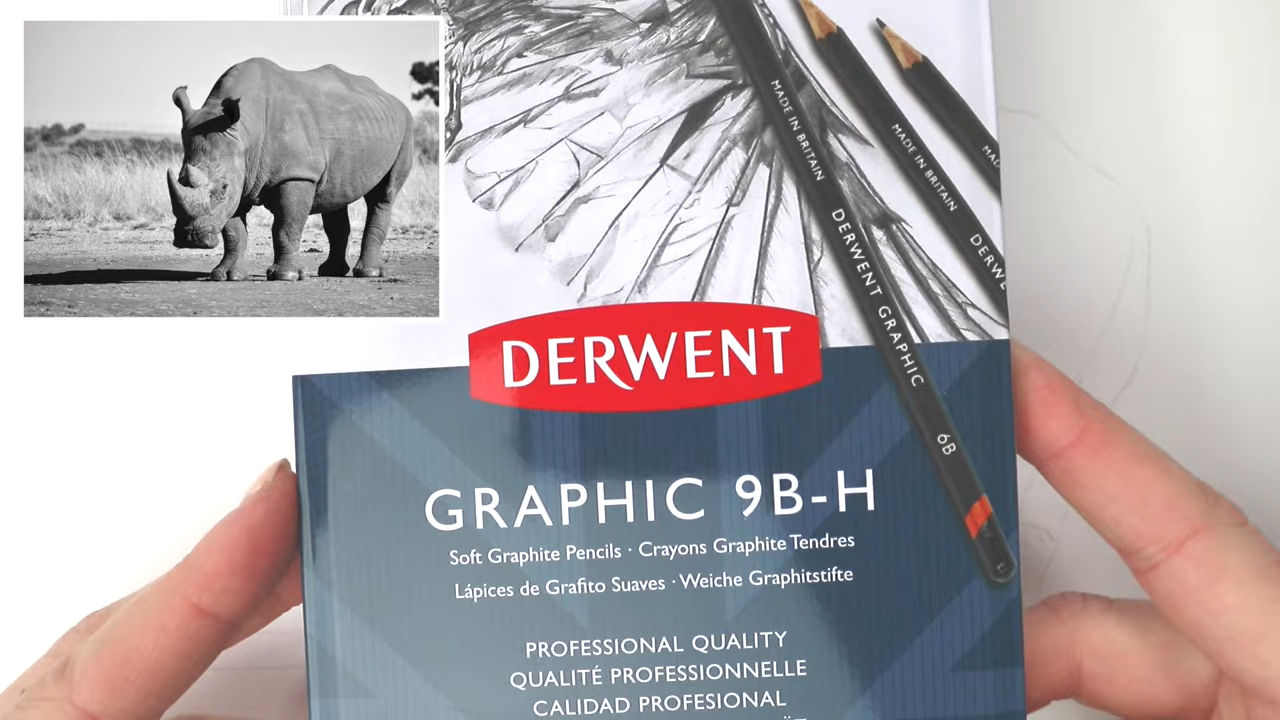 MADE IN BRITAIN DERWENT GRAPHIC 6B
MADE IN BRITAIN
DERWENT
GRAPHIC 9B-H
Soft Graphite Pencils · Crayons Graphite Tendres
Lápices de Grafito Suaves · Weiche Graphitstifte
PROFESSIONAL QUALITY
QUALITÉ PROFESSIONNELLE
CALIDAD PROFESIONAL